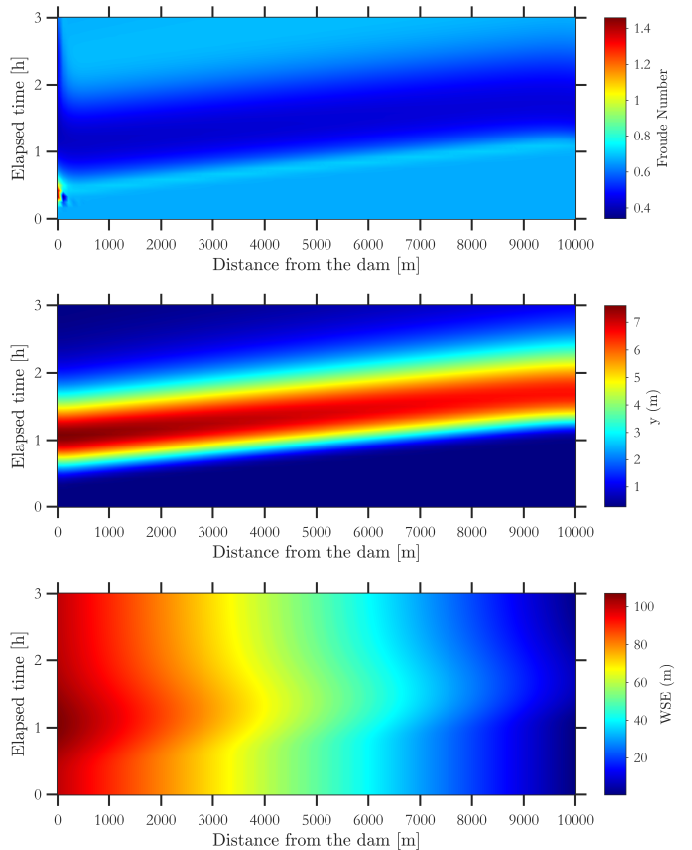 3
2
1
0
Elapsed time [h]
0 1000 2000 3000 4000 5000 6000 7000 8000 9000 10000
Distance from the dam [m]
1.4
1.2
1
0.8
0.6
0.4
Froude Number
3
2
1
0
Elapsed time [h]
0 1000 2000 3000 4000 5000 6000 7000 8000 9000 10000
Distance from the dam [m]
7
6
5
4
3
2
1
y (m)
3
2
1
0
Elapsed time [h]
0 1000 2000 3000 4000 5000 6000 7000 8000 9000 10000
Distance from the dam [m]
100
80
60
40
20
WSE (m)